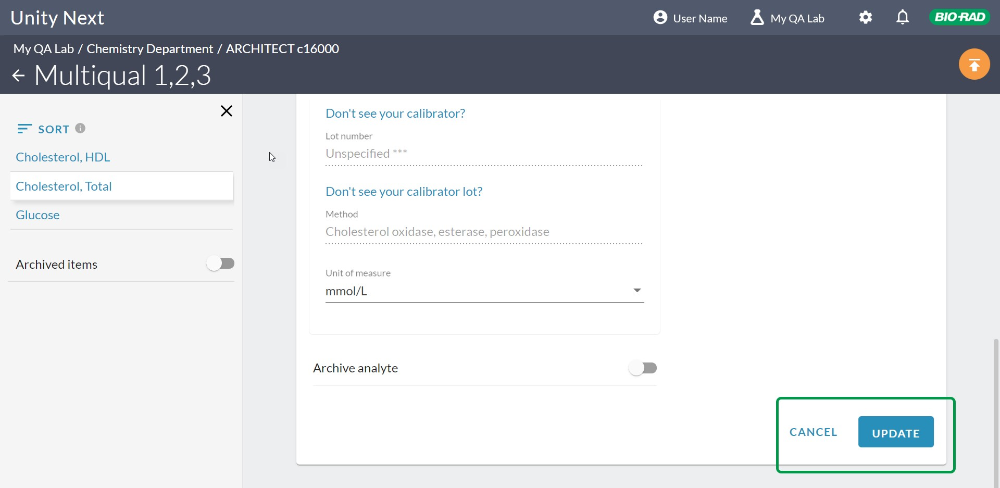 Unity Next
User Name
My QA Lab
BIO-RAD
My QA Lab / Chemistry Department / ARCHITECT c16000
Multiqual 1,2,3
SORT
Cholesterol, HDL
Cholesterol, Total
Glucose
Archived items
Don't see your calibrator?
Lot number
Unspecified ***
Don't see your calibrator lot?
Method
Cholesterol oxidase, esterase, peroxidase
Unit of measure
mmol/L
Archive analyte
CANCEL
UPDATE